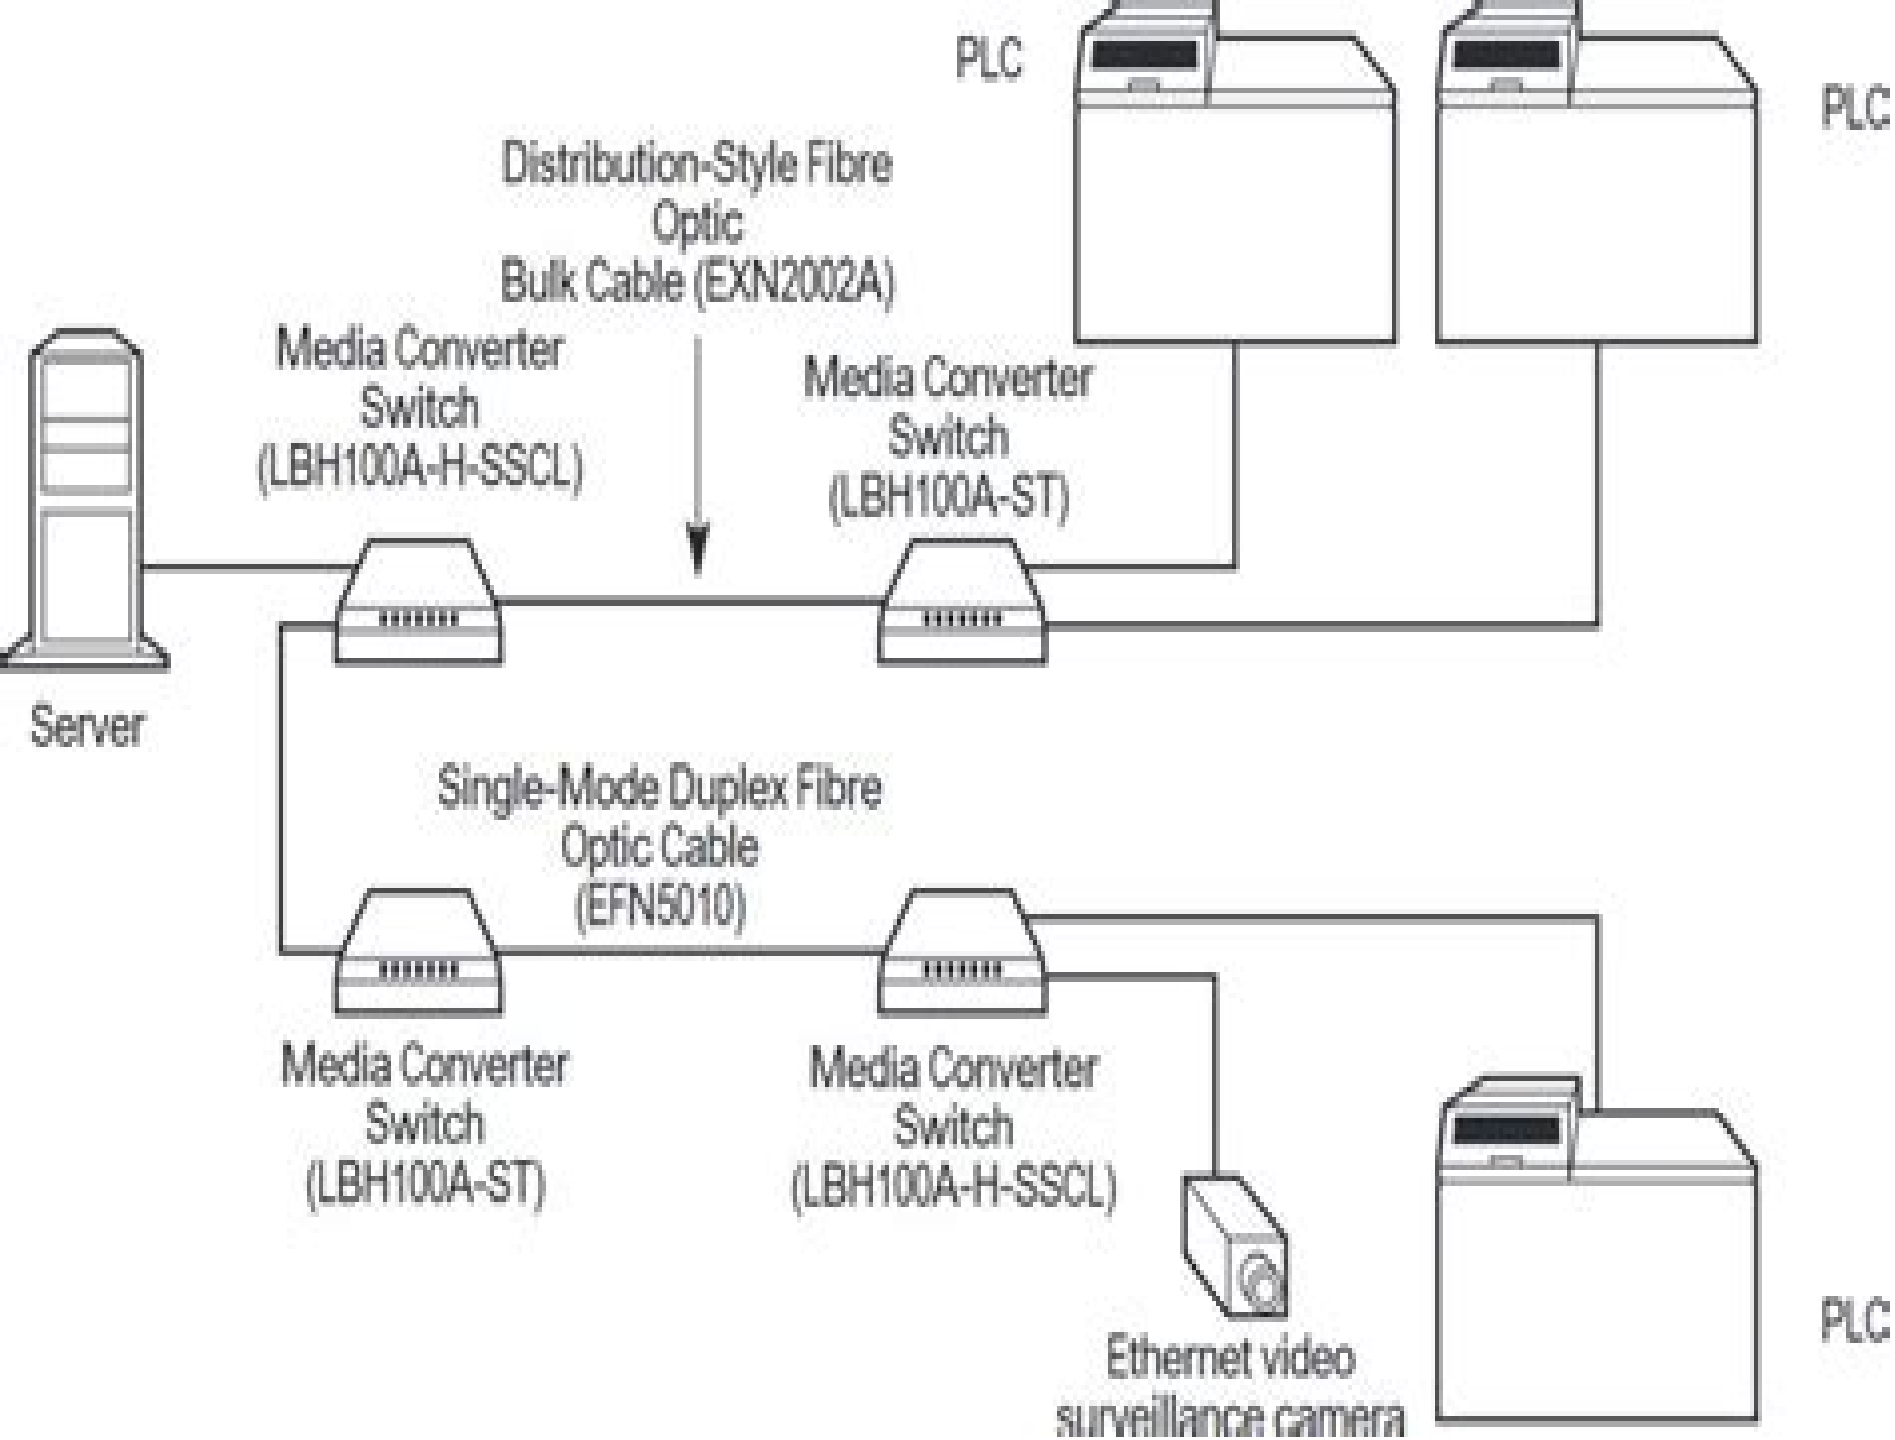 PLC
PLC
Distribution-Style Fibre
Optic
Bulk Cable (EXN2002A)
Media Converter
Switch
(LBH100A-H-SSCL)
Media Converter
Switch
(LBH100A-ST)
Server
Single-Mode Duplex Fibre
Optic Cable
(EFN5010)
Media Converter
Switch
(LBH100A-ST)
Media Converter
Switch
(LBH100A-H-SSCL)
PLC
Ethernet video
surveillance camera